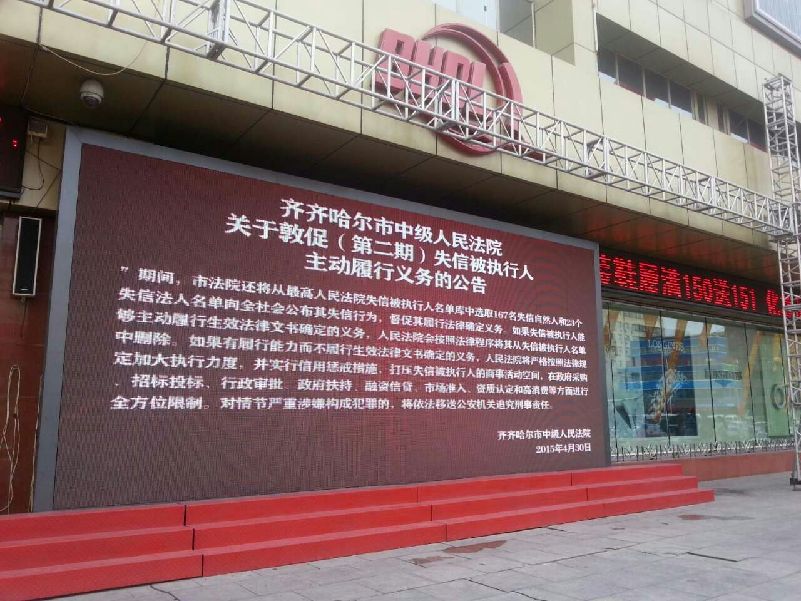 齐齐哈尔市中级人民法院
关于敦促（第二期）失信被执行人
主动履行义务的公告
”期间，市法院还将从最高人民法院失信被执行人名单库中选取167名失信自然人和23个
失信法人名单向全社会公布其失信行为，督促其履行法律确定义务。如果失信被执行人能
够主动履行生效法律文书确定的义务，人民法院会按照法律程序将其从失信被执行人名单
中删除。如果有履行能力而不履行生效法律文书确定的义务，人民法院将严格按照法律规
定加大执行力度，并实行信用惩戒措施，打压失信被执行人的商事活动空间，在政府采购
、招标投标、行政审批、政府扶持、融资信贷、市场准入、资质认定和高消费等方面进行
全方位限制。对情节严重涉嫌构成犯罪的，将依法移送公安机关追究刑事责任。
齐齐哈尔市中级人民法院
2015年4月30日
鞋履满150送151
LONGINES